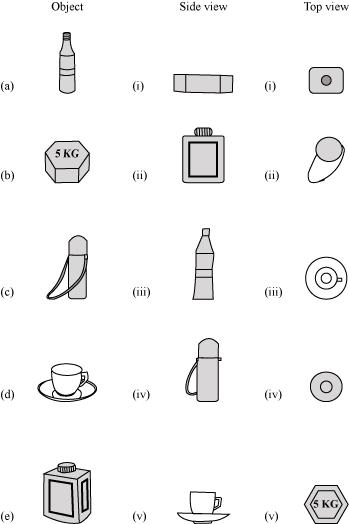 Object Side view Top view
(a) (i) (i)
5 KG
(b) (ii) (ii)
(c) (iii) (iii)
(d) (iv) (iv)
(e) (v) (v) 5 KG